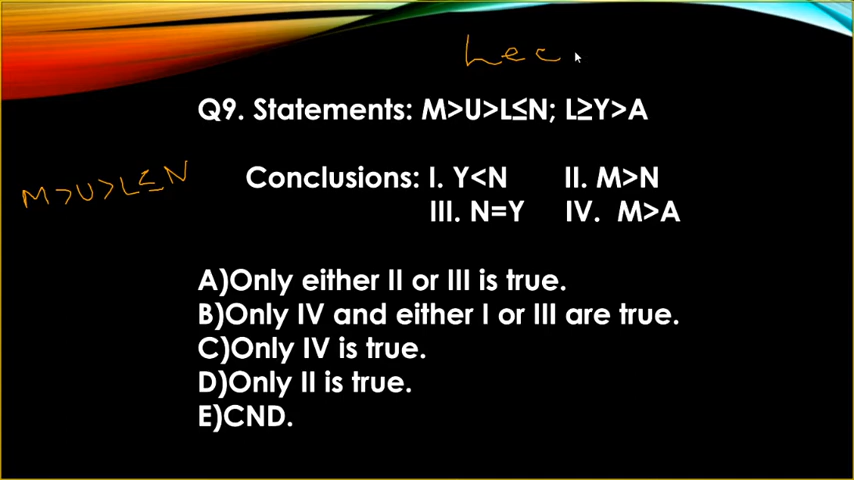 Lec
Q9. Statements: M>U>L≤N; L≥Y>A
M>U>L≤N
Conclusions: I. Y<N II. M>N
III. N=Y IV. M>A
A)Only either II or III is true.
B)Only IV and either I or III are true.
C)Only IV is true.
D)Only II is true.
E)CND.